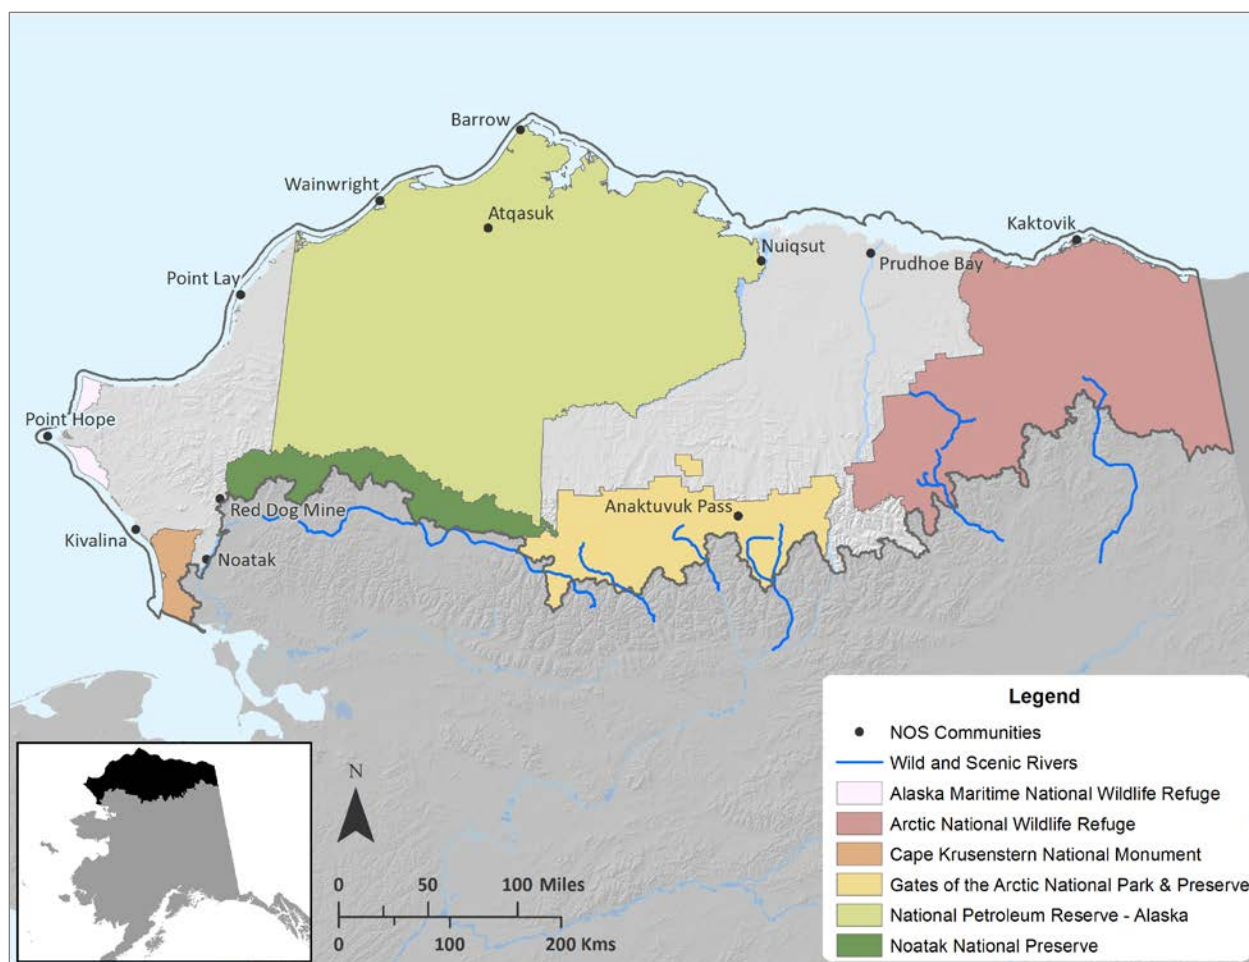 Barrow
Wainwright
Atqasuk
Kaktovik
Nuiqsut
Prudhoe Bay
Point Lay
Point Hope
Anaktuvuk Pass
Red Dog Mine
Kivalina
Noatak
Legend
NOS Communities
Wild and Scenic Rivers
Alaska Maritime National Wildlife Refuge
Arctic National Wildlife Refuge
Cape Krusenstern National Monument
Gates of the Arctic National Park & Preserve
National Petroleum Reserve - Alaska
Noatak National Preserve
N
0 50 100 Miles
0 100 200 Kms